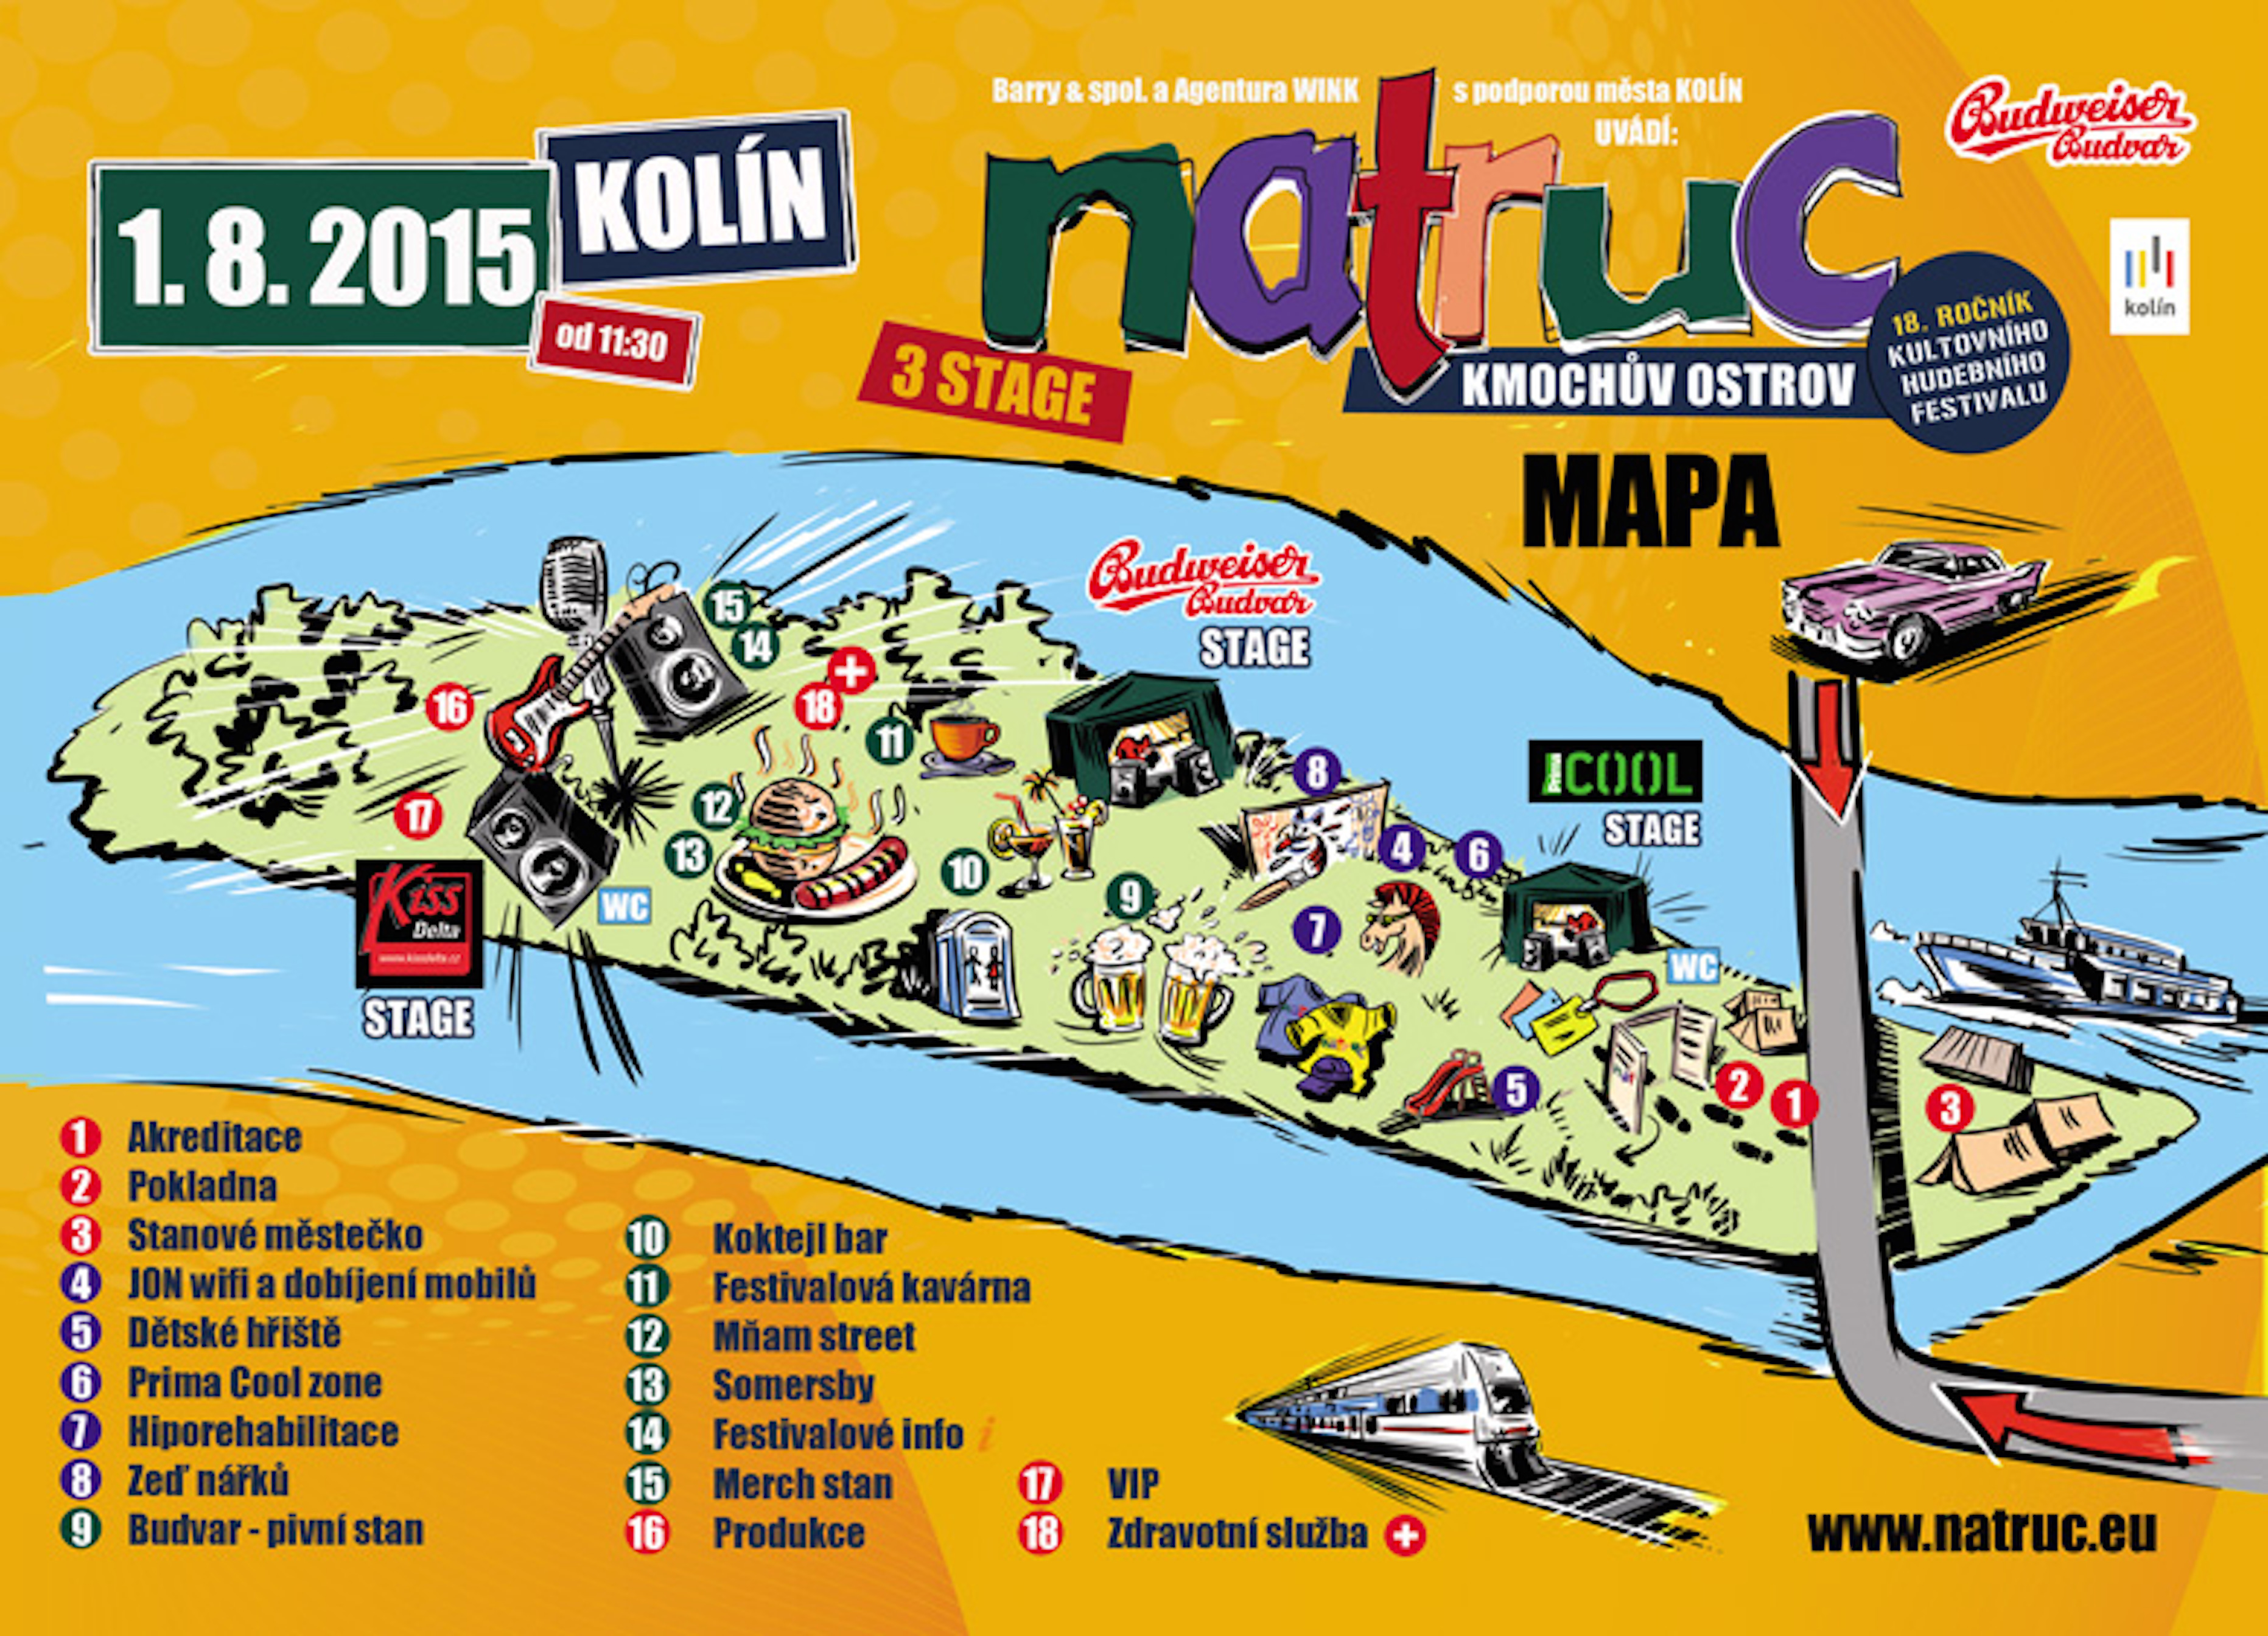 Barry & spol. a Agentura WINK
s podporou města KOLÍN
UVÁDÍ:
natruc
KMOCHŮV OSTROV
Budweiser
Budvar
kolín
1. 8. 2015
KOLÍN
od 11:30
3 STAGE
18. ROČNÍK
KULTOVNÍHO
HUDEBNÍHO
FESTIVALU
MAPA
Budweiser
Budvar
STAGE
15
14
18
16
11
8
Prima COOL
STAGE
12
17
13
4
6
10
9
7
Kiss
Delta
www.kissdelta.cz
STAGE
WC
WC
5
2
1
3
1 Akreditace
2 Pokladna
3 Stanové městečko
4 JON wifi a dobíjení mobilů
5 Dětské hřiště
6 Prima Cool zone
7 Hiporehabilitace
8 Zeď nářků
9 Budvar - pivní stan
10 Koktejl bar
11 Festivalová kavárna
12 Mňam street
13 Somersby
14 Festivalové info i
15 Merch stan
16 Produkce
17 VIP
18 Zdravotní služba
www.natruc.eu